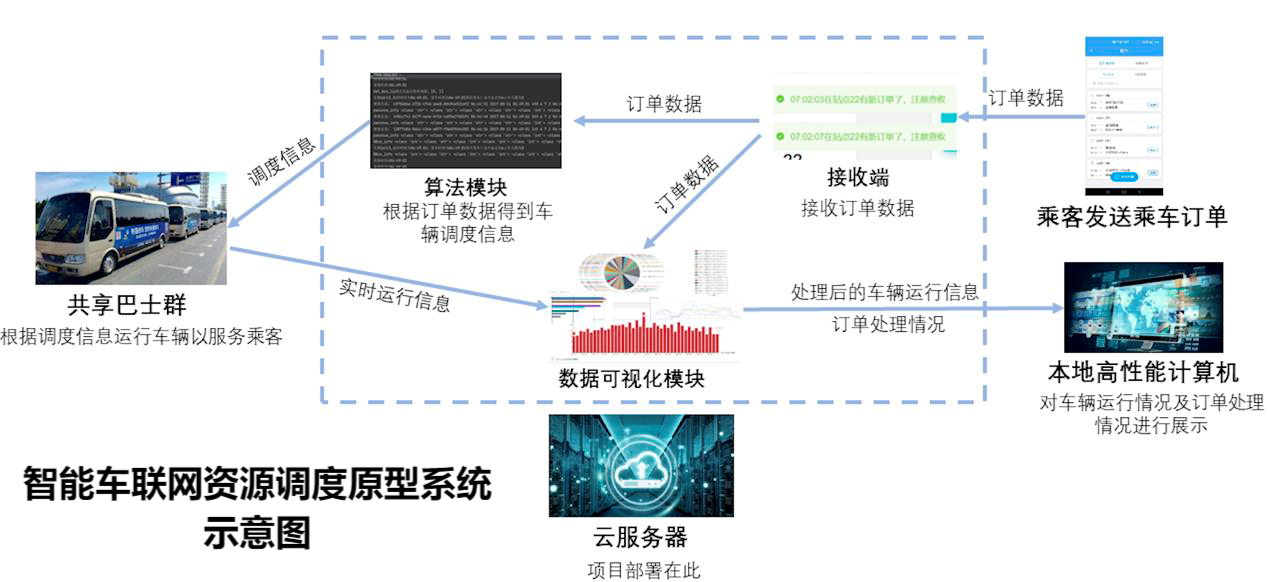 订单数据
订单数据
07:02:03在站点22有新订单了，注意查收
07:02:07在站点22有新订单了，注意查收
22
调度信息
算法模块
根据订单数据得到车
辆调度信息
订单数据
接收端
接收订单数据
乘客发送乘车订单
共享巴士群
根据调度信息运行车辆以服务乘客
实时运行信息
处理后的车辆运行信息
订单处理情况
数据可视化模块
本地高性能计算机
对车辆运行情况及订单处理
情况进行展示
智能车联网资源调度原型系统
示意图
云服务器
项目部署在此